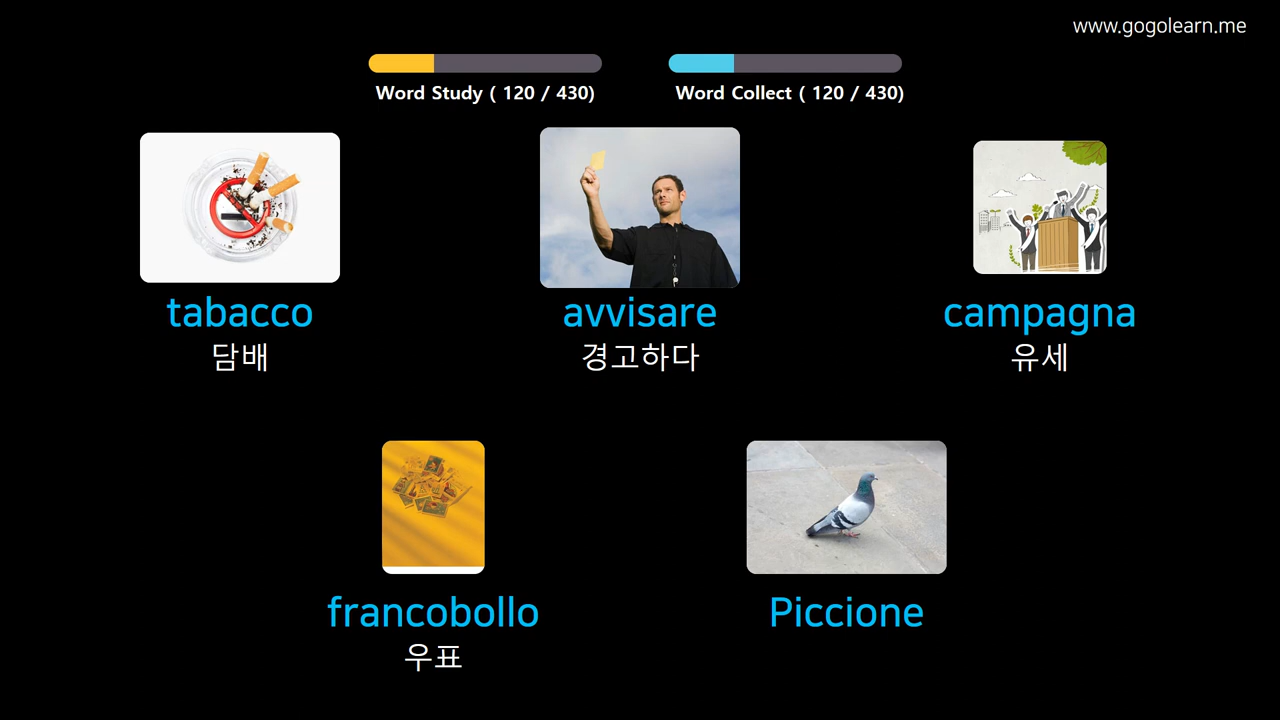 www.gogolearn.me
Word Study ( 120 / 430)
Word Collect ( 120 / 430)
tabacco
담배
avvisare
경고하다
campagna
유세
francobollo
우표
Piccione